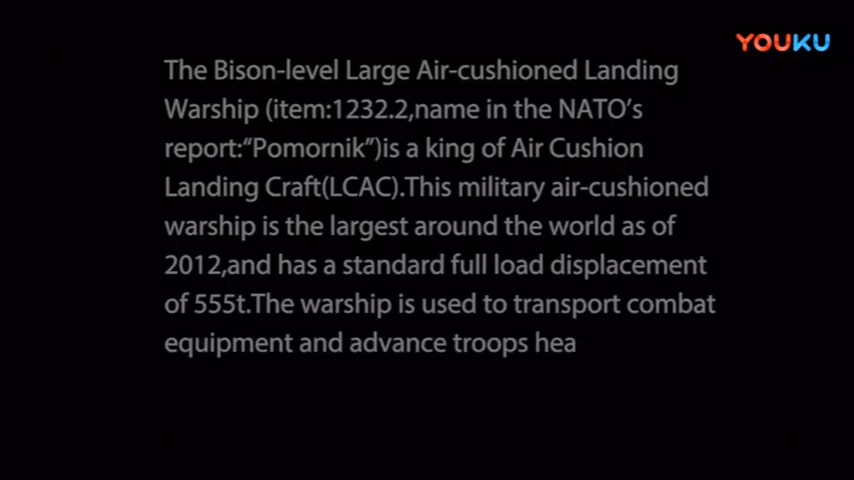 YOUKU
The Bison-level Large Air-cushioned Landing
Warship (item:1232.2,name in the NATO’s
report:“Pomornik”)is a king of Air Cushion
Landing Craft(LCAC).This military air-cushioned
warship is the largest around the world as of
2012,and has a standard full load displacement
of 555t.The warship is used to transport combat
equipment and advance troops hea